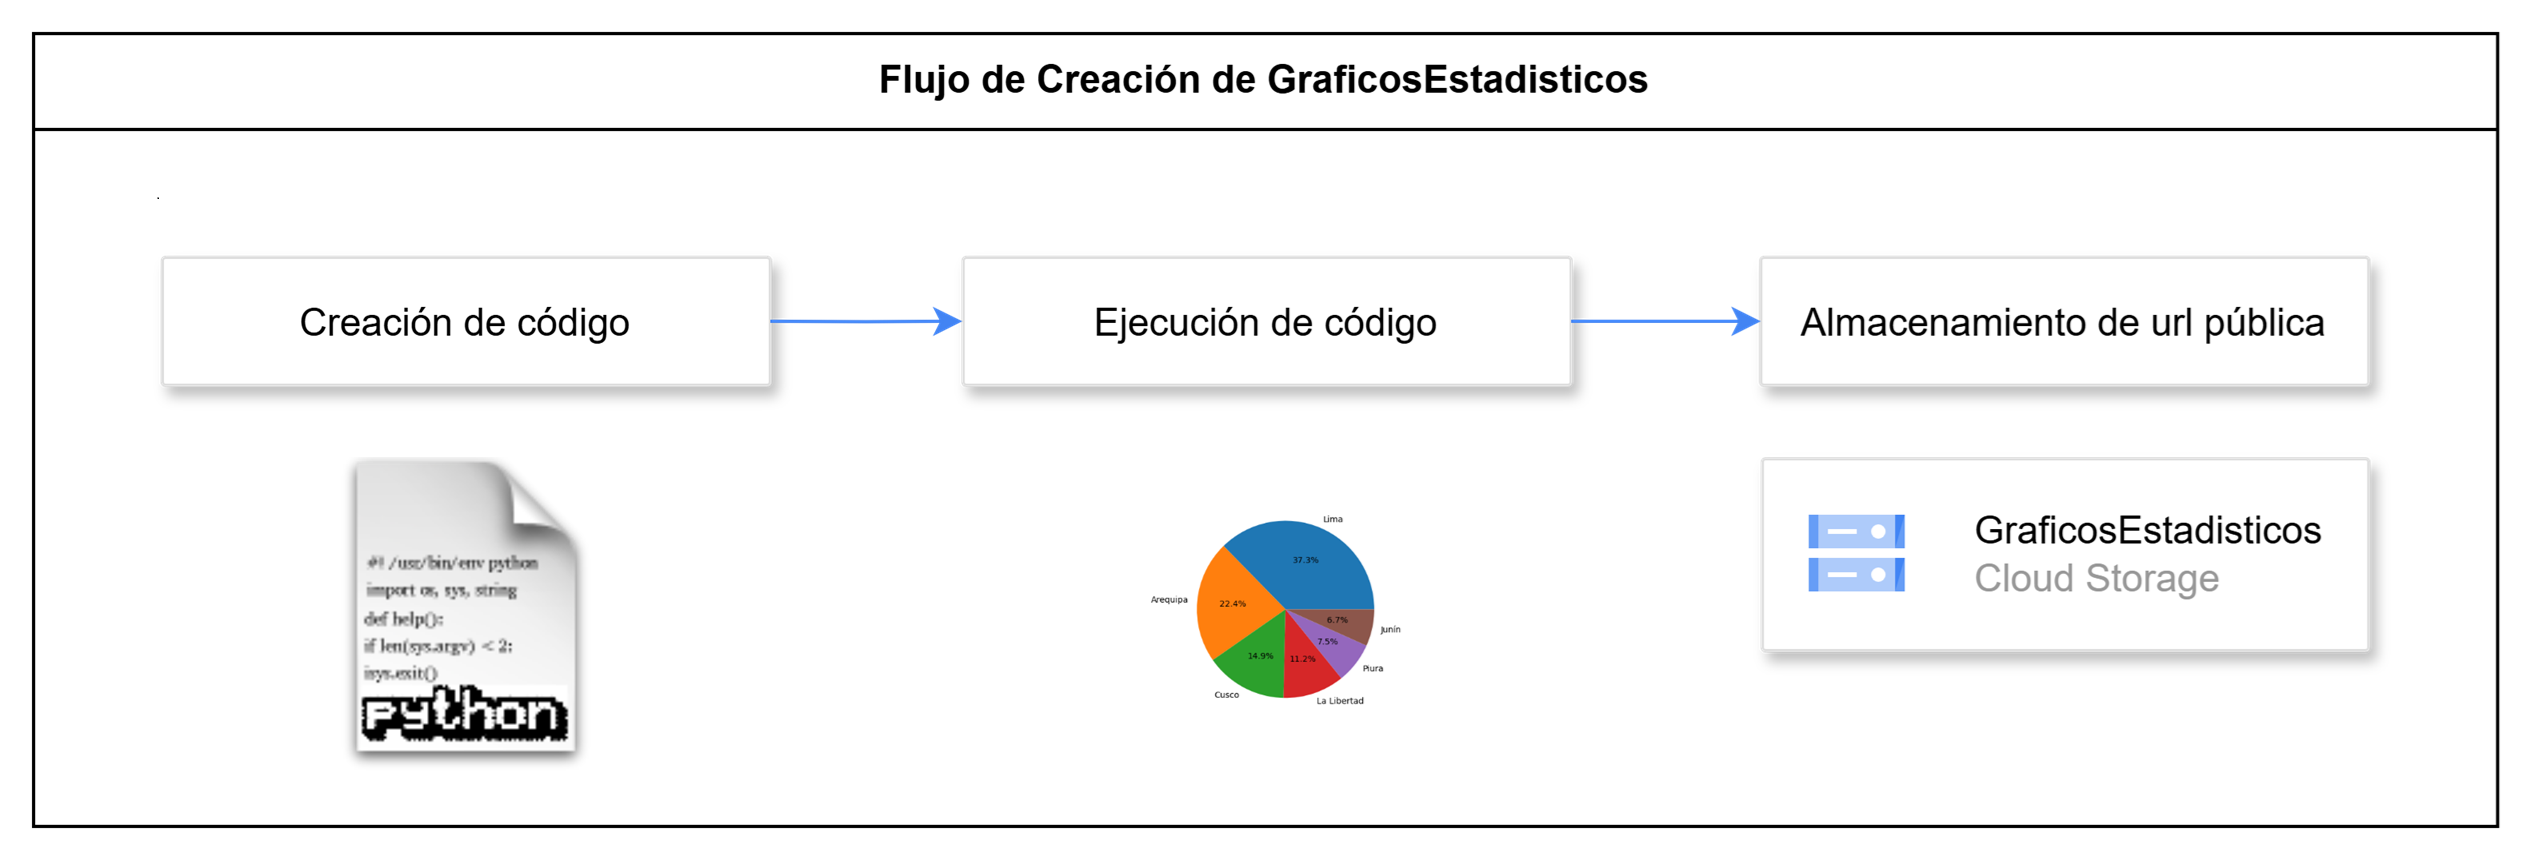 Flujo de Creación de GraficosEstadisticos
.
Creación de código
Ejecución de código
Almacenamiento de url pública
#! /usr/bin/env python
import os, sys, string
def help():
if len(sys.argv) < 2:
isys.exit()
python
Lima
37.3%
Arequipa
22.4%
6.7%
Junín
7.5%
14.9%
11.2%
Piura
Cusco
La Libertad
GraficosEstadisticos
Cloud Storage